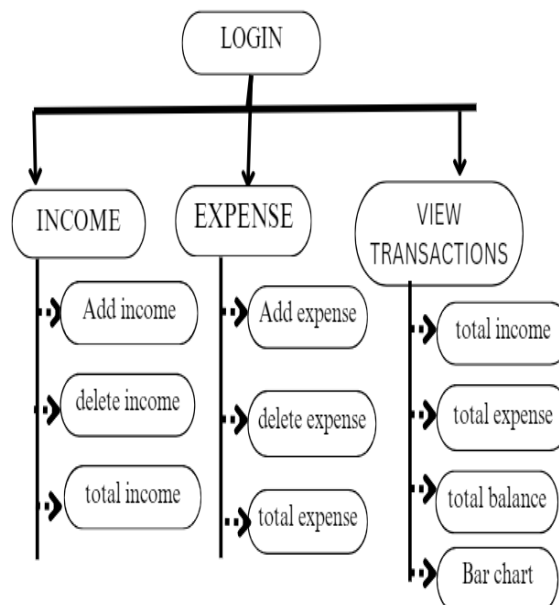 LOGIN
INCOME
Add income
delete income
total income
EXPENSE
Add expense
delete expense
total expense
VIEW
TRANSACTIONS
total income
total expense
total balance
Bar chart